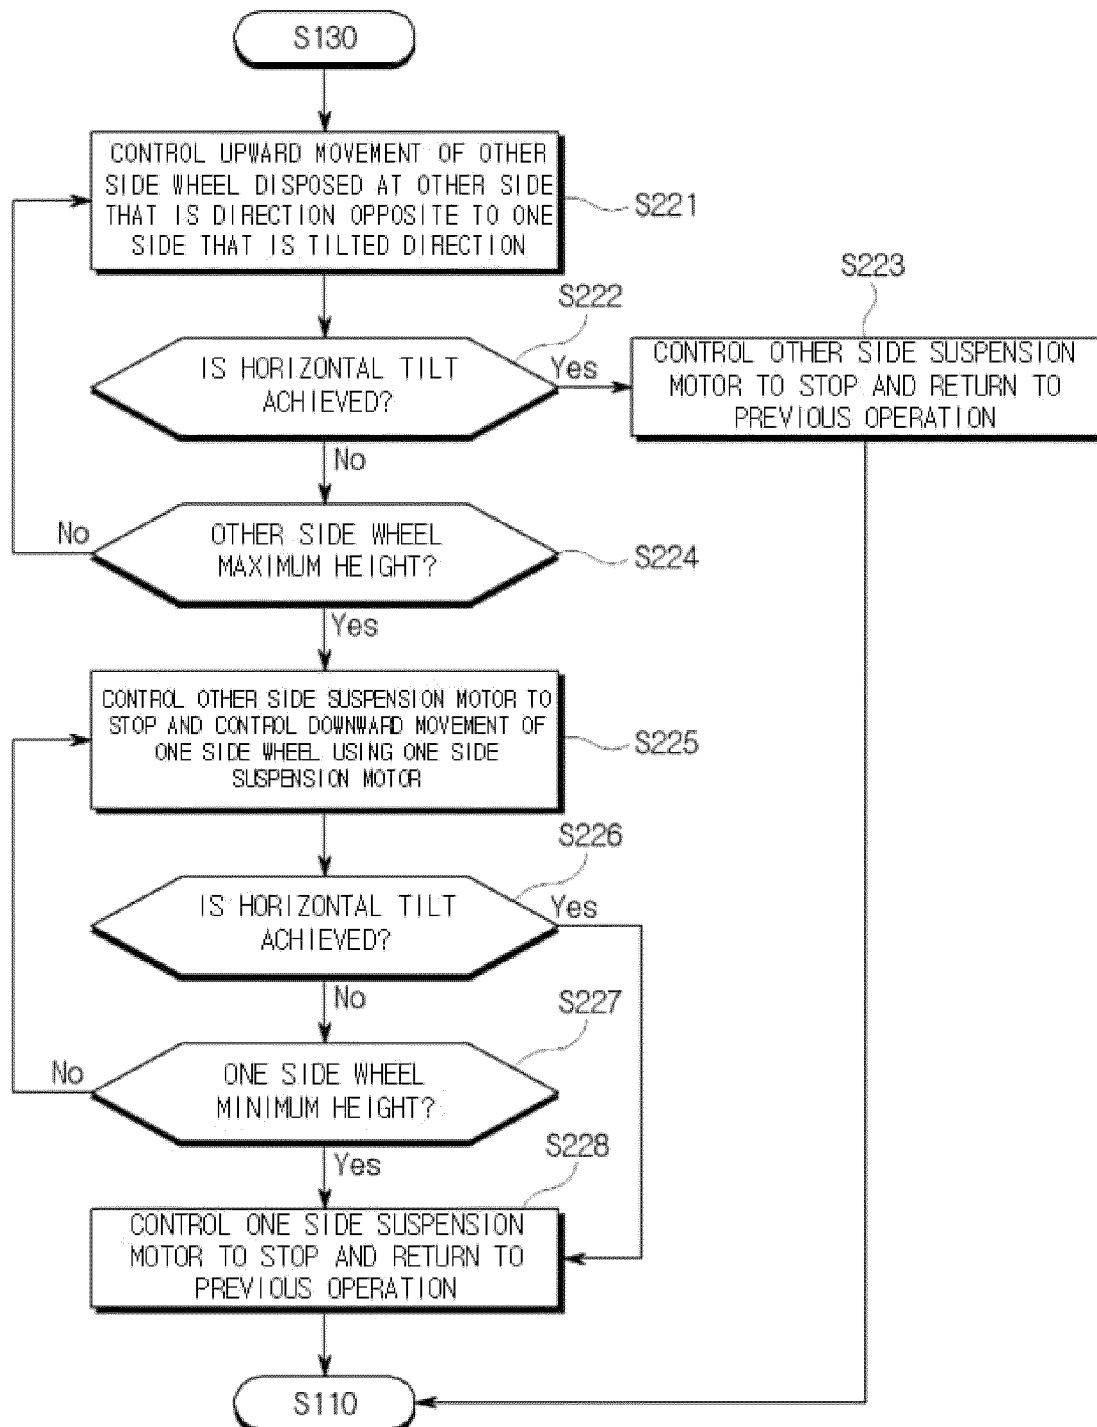 S130
CONTROL UPWARD MOVEMENT OF OTHER
SIDE WHEEL DISPOSED AT OTHER SIDE
THAT IS DIRECTION OPPOSITE TO ONE
SIDE THAT IS TILTED DIRECTION
S221
S222
IS HORIZONTAL TILT
ACHIEVED?
Yes
S223
CONTROL OTHER SIDE SUSPENSION
MOTOR TO STOP AND RETURN TO
PREVIOUS OPERATION
No
OTHER SIDE WHEEL
MAXIMUM HEIGHT?
No
S224
Yes
CONTROL OTHER SIDE SUSPENSION MOTOR TO
STOP AND CONTROL DOWNWARD MOVEMENT OF
ONE SIDE WHEEL USING ONE SIDE
SUSPENSION MOTOR
S225
S226
IS HORIZONTAL TILT
ACHIEVED?
Yes
No
S227
ONE SIDE WHEEL
MINIMUM HEIGHT?
No
Yes
S228
CONTROL ONE SIDE SUSPENSION
MOTOR TO STOP AND RETURN TO
PREVIOUS OPERATION
S110